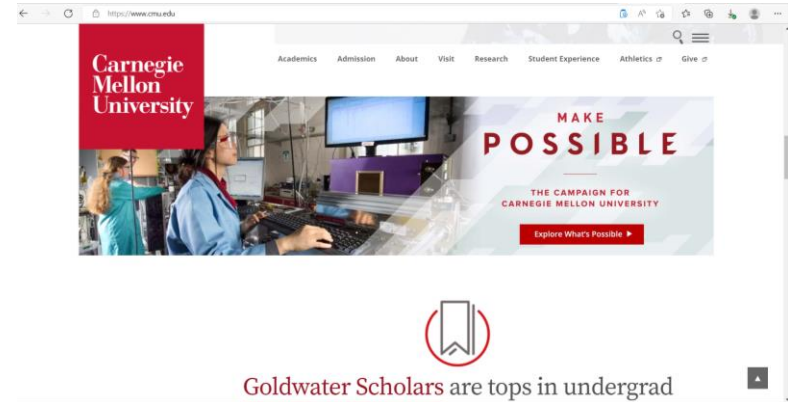 https://www.cmu.edu
Carnegie
Mellon
University
Academics Admission About Visit Research Student Experience Athletics Give
MAKE
POSSIBLE
THE CAMPAIGN FOR
CARNEGIE MELLON UNIVERSITY
Explore What's Possible
Goldwater Scholars are tops in undergrad